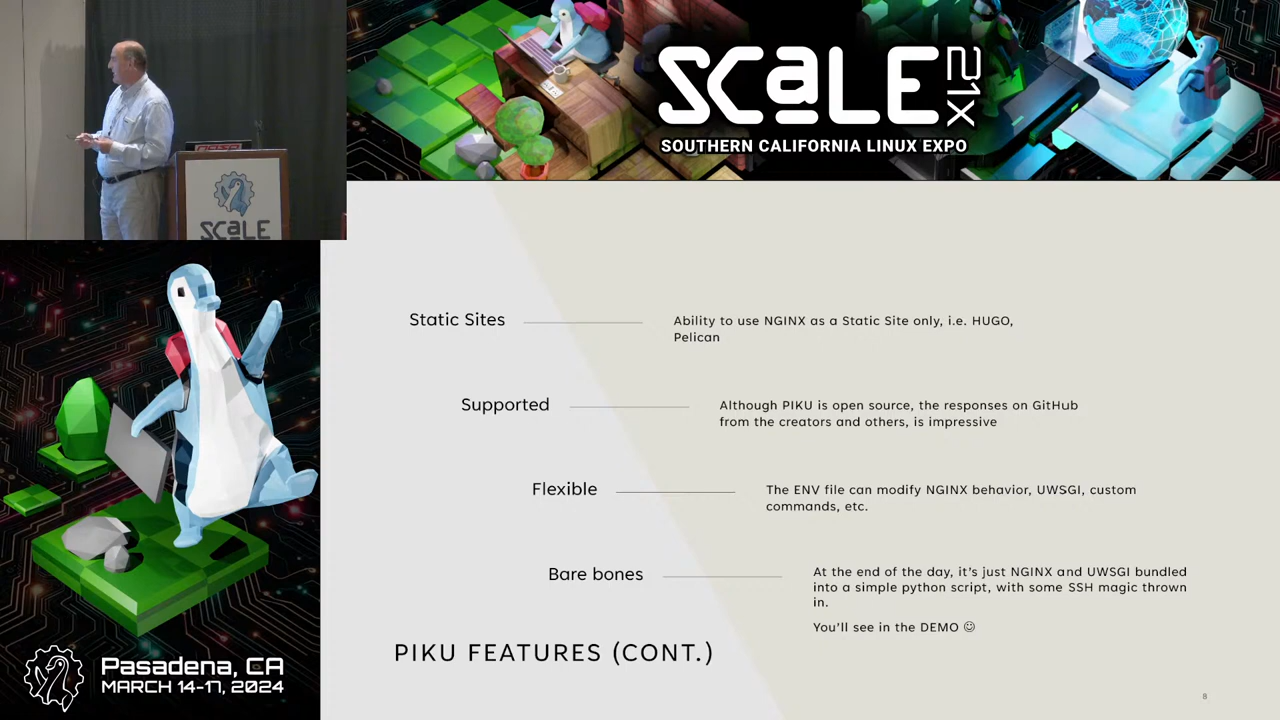 SCaLE 21X
SOUTHERN CALIFORNIA LINUX EXPO
SCaLE
Static Sites
Ability to use NGINX as a Static Site only, i.e. HUGO,
Pelican
Supported
Although PIKU is open source, the responses on GitHub
from the creators and others, is impressive
Flexible
The ENV file can modify NGINX behavior, UWSGI, custom
commands, etc.
Bare bones
At the end of the day, it's just NGINX and UWSGI bundled
into a simple python script, with some SSH magic thrown
in.
You'll see in the DEMO ☺
PIKU FEATURES (CONT.)
8
Pasadena, CA
MARCH 14-17, 2024